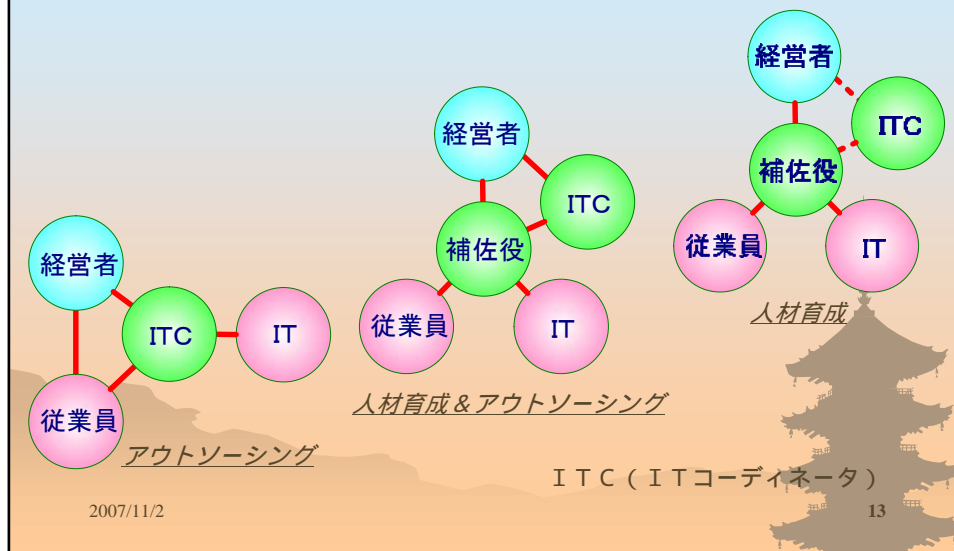 経営者
ITC
IT
従業員
アウトソーシング
経営者
ITC
補佐役
従業員
IT
人材育成＆アウトソーシング
経営者
ITC
補佐役
従業員
IT
人材育成
ＩＴＣ（ＩＴコーディネータ）
2007/11/2
13